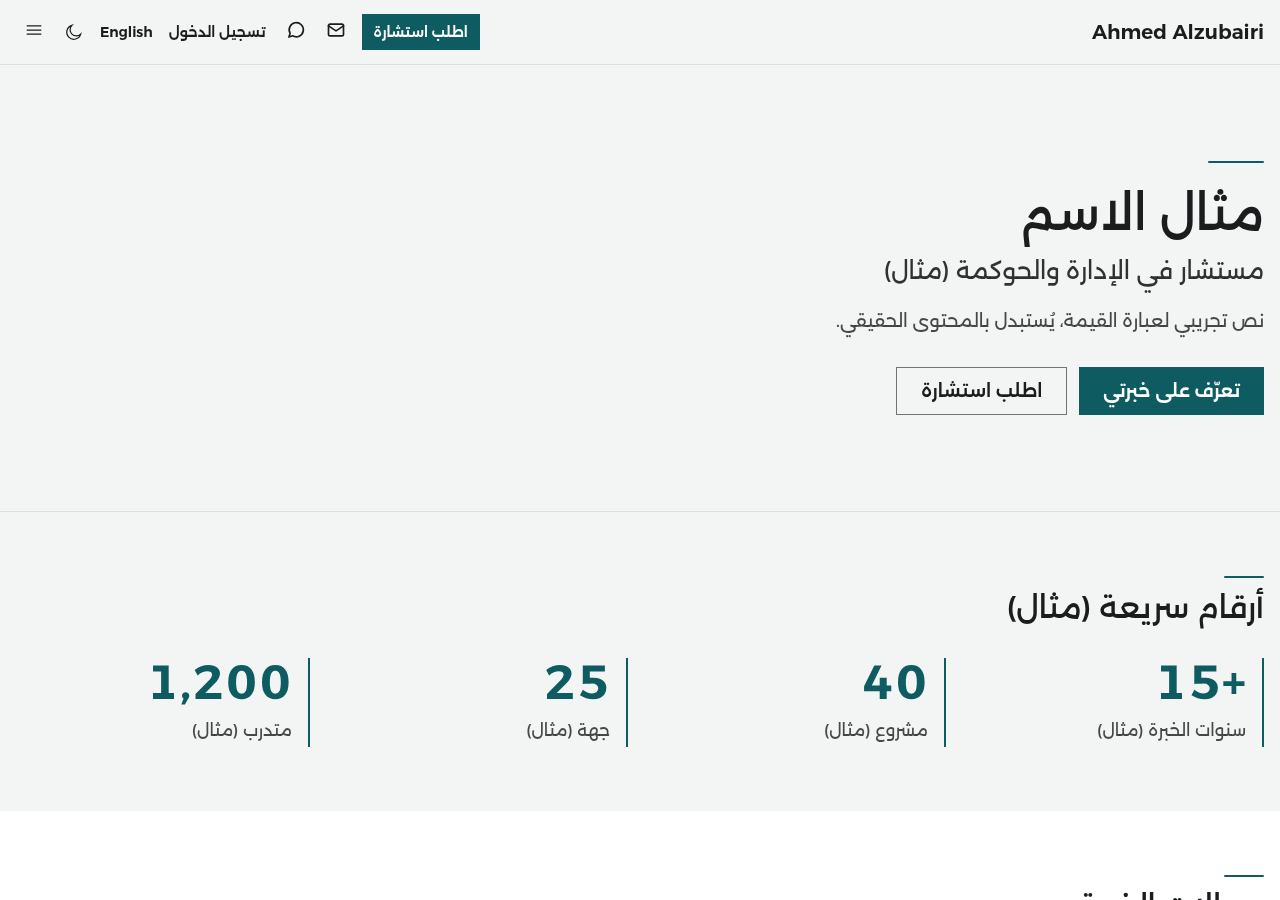 Ahmed Alzubairi
اطلب استشارة
تسجيل الدخول
English
مثال الاسم
مستشار في الإدارة والحوكمة (مثال)
نص تجريبي لعبارة القيمة، يُستبدل بالمحتوى الحقيقي.
تعرّف على خبرتي
اطلب استشارة
أرقام سريعة (مثال)
15+
سنوات الخبرة (مثال)
40
مشروع (مثال)
25
جهة (مثال)
1,200
متدرب (مثال)